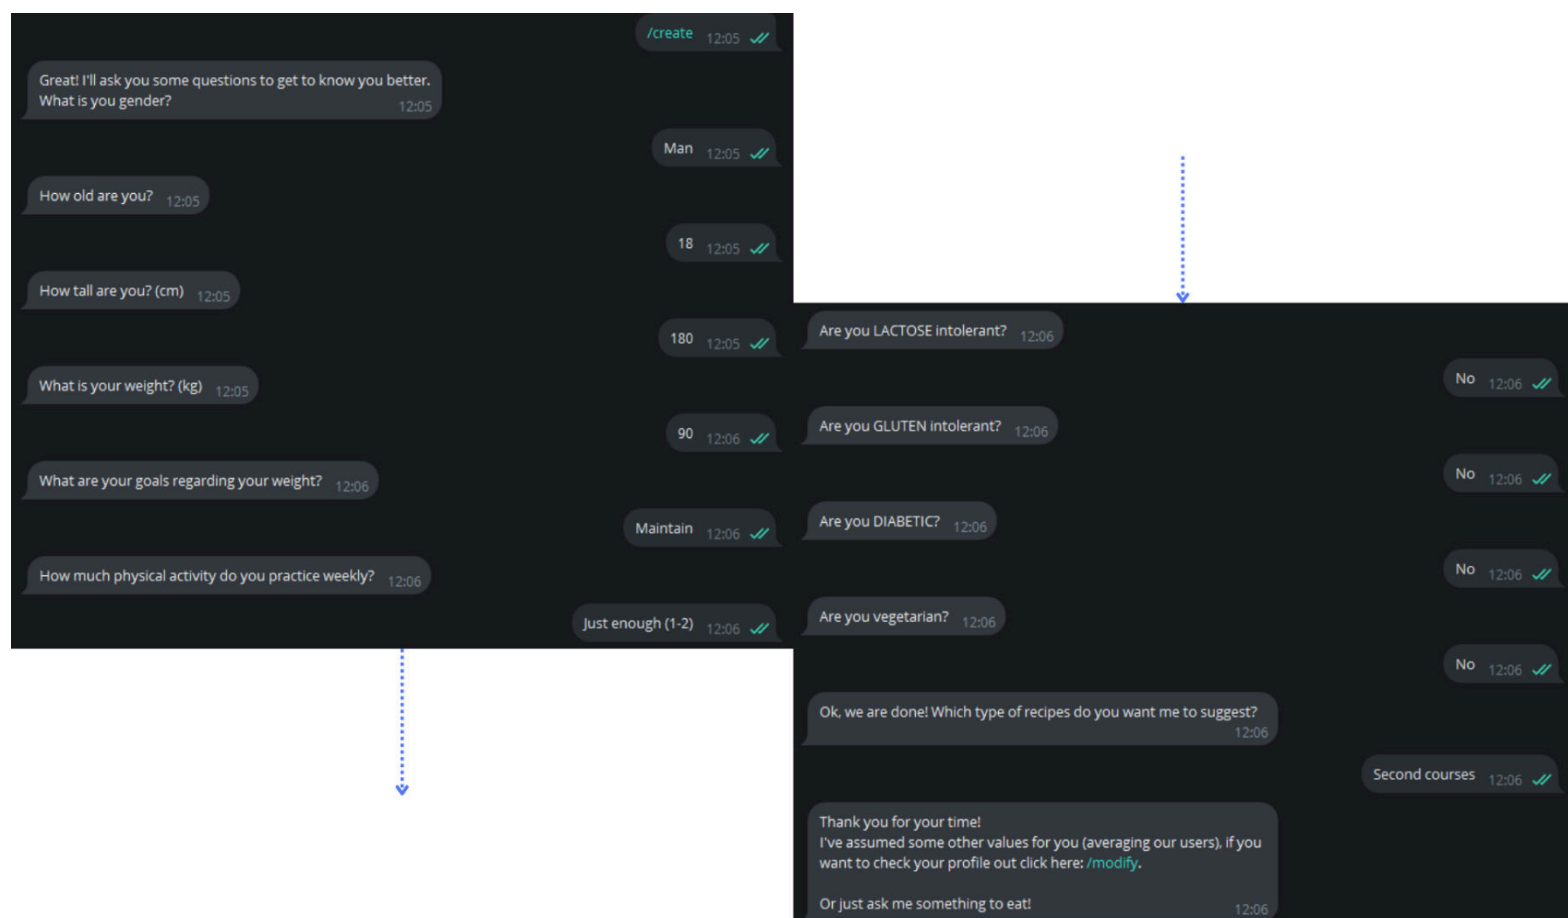 /create 12:05
Great! I'll ask you some questions to get to know you better.
What is you gender? 12:05
Man 12:05
How old are you? 12:05
18 12:05
How tall are you? (cm) 12:05
180 12:05
What is your weight? (kg) 12:05
90 12:06
What are your goals regarding your weight? 12:06
Maintain 12:06
How much physical activity do you practice weekly? 12:06
Just enough (1-2) 12:06
Are you LACTOSE intolerant? 12:06
No 12:06
Are you GLUTEN intolerant? 12:06
No 12:06
Are you DIABETIC? 12:06
No 12:06
Are you vegetarian? 12:06
No 12:06
Ok, we are done! Which type of recipes do you want me to suggest?
12:06
Second courses 12:06
Thank you for your time!
I've assumed some other values for you (averaging our users), if you
want to check your profile out click here: /modify.
Or just ask me something to eat! 12:06